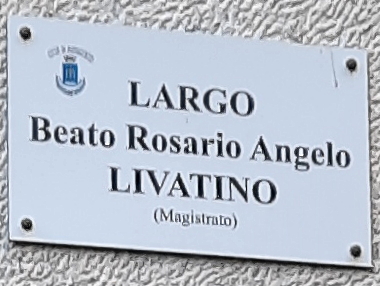 LARGO
Beato Rosario Angelo
LIVATINO
(Magistrato)